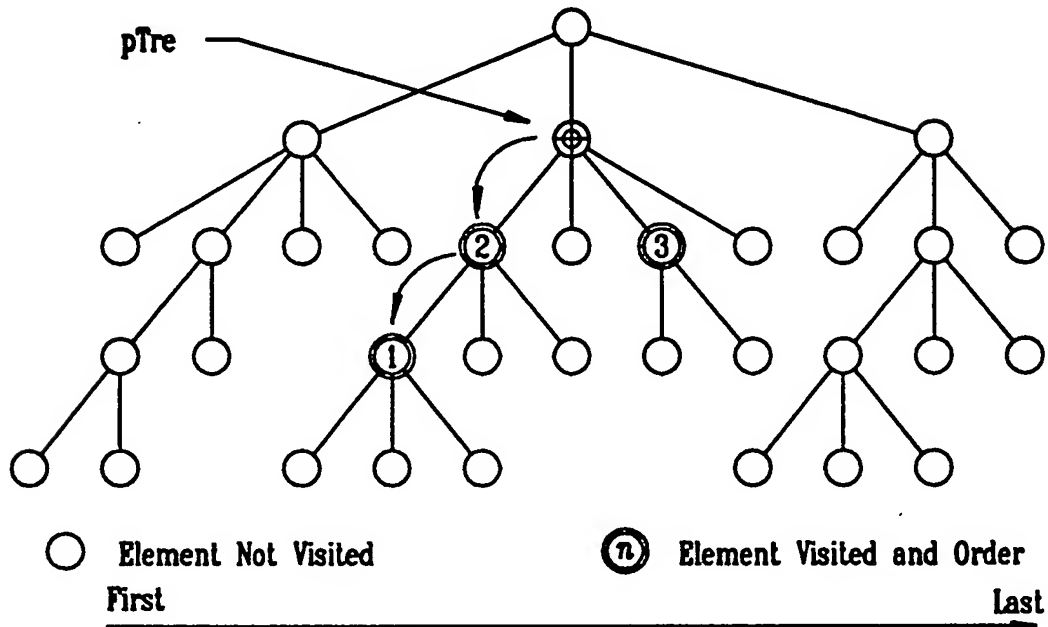 pTre
2
3
1
Element Not Visited
n Element Visited and Order
First
Last